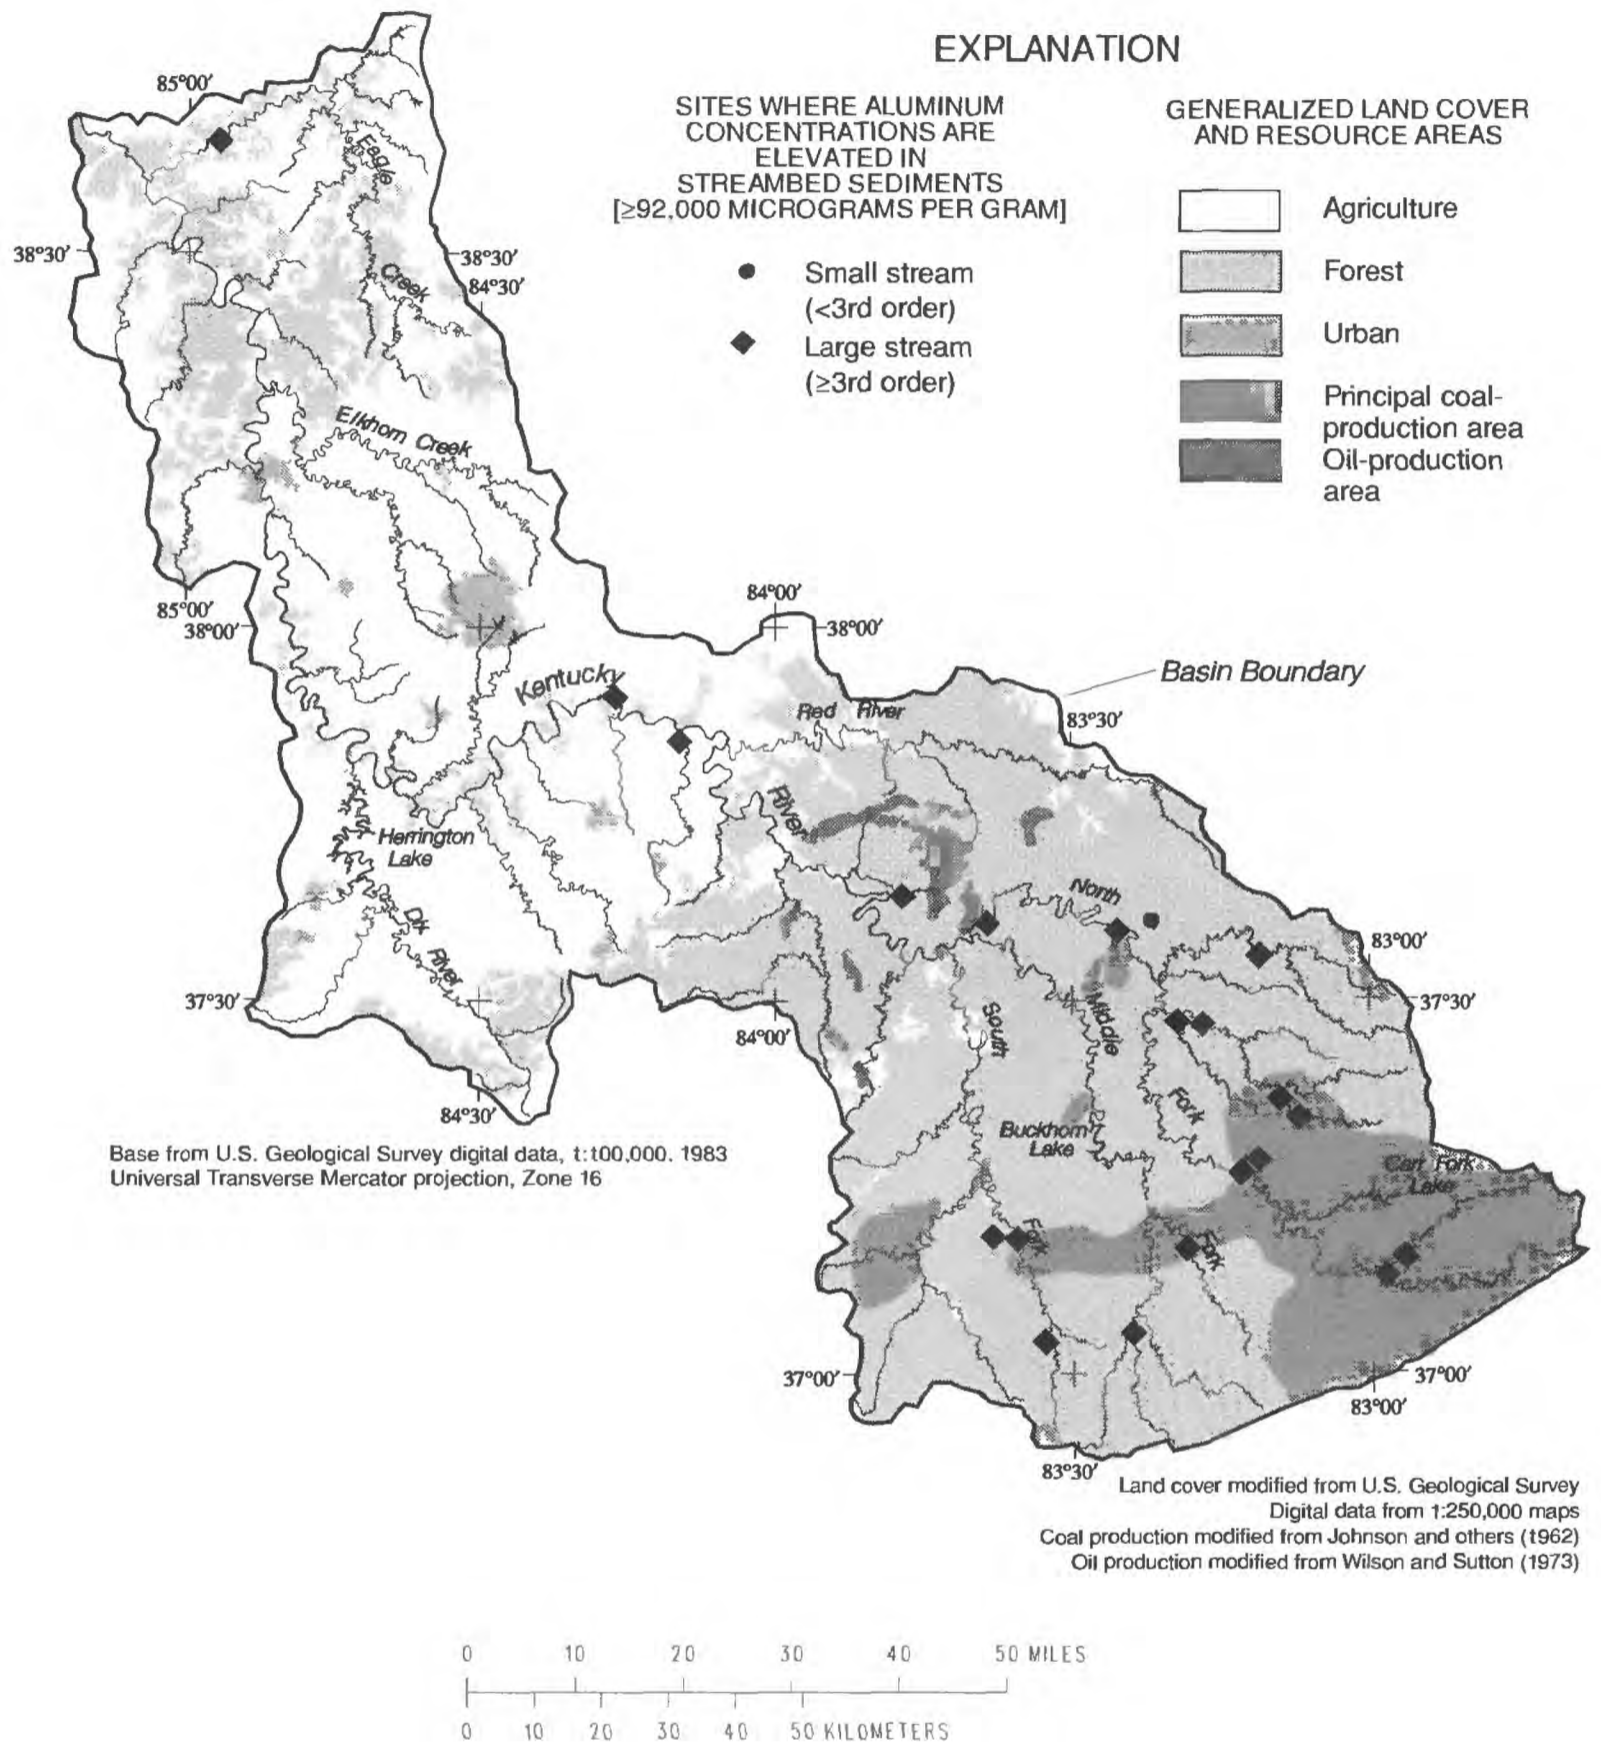 EXPLANATION
SITES WHERE ALUMINUM
CONCENTRATIONS ARE
ELEVATED IN
STREAMBED SEDIMENTS
[≥92,000 MICROGRAMS PER GRAM]
Small stream
(<3rd order)
Large stream
(≥3rd order)
GENERALIZED LAND COVER
AND RESOURCE AREAS
Agriculture
Forest
Urban
Principal coal-
production area
Oil-production
area
85°00′
Eagle
38°30′
38°30′
Creek
84°30′
Elkhorn Creek
85°00′
38°00′
84°00′
38°00′
Basin Boundary
Kentucky
Red River
83°30′
River
Herrington
Lake
North
Dix
River
83°00′
37°30′
37°30′
84°00′
South
Middle
84°30′
Fork
Buckhorn
Lake
Carr Fork
Lake
Fork
Fork
37°00′
37°00′
83°00′
83°30′
Base from U.S. Geological Survey digital data, t:t00,000. 1983
Universal Transverse Mercator projection, Zone 16
Land cover modified from U.S. Geological Survey
Digital data from 1:250,000 maps
Coal production modified from Johnson and others (1962)
Oil production modified from Wilson and Sutton (1973)
0 10 20 30 40 50 MILES
0 10 20 30 40 50 KILOMETERS